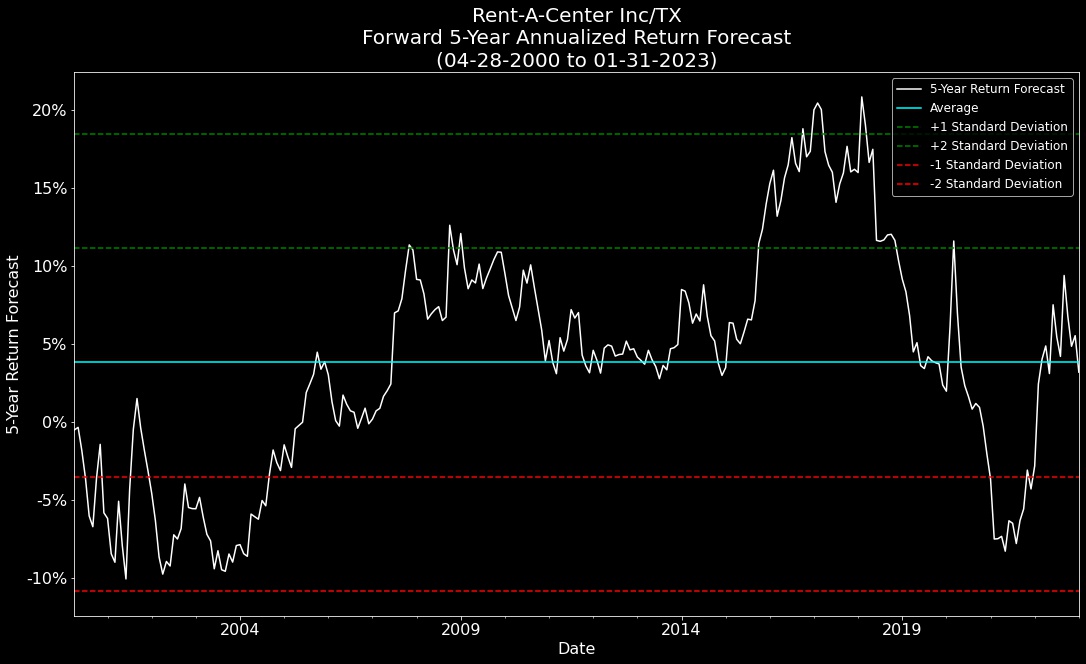 Rent-A-Center Inc/TX
Forward 5-Year Annualized Return Forecast
(04-28-2000 to 01-31-2023)
5-Year Return Forecast
Average
+1 Standard Deviation
+2 Standard Deviation
-1 Standard Deviation
-2 Standard Deviation
5-Year Return Forecast
20%
15%
10%
5%
0%
-5%
-10%
2004
2009
2014
2019
Date